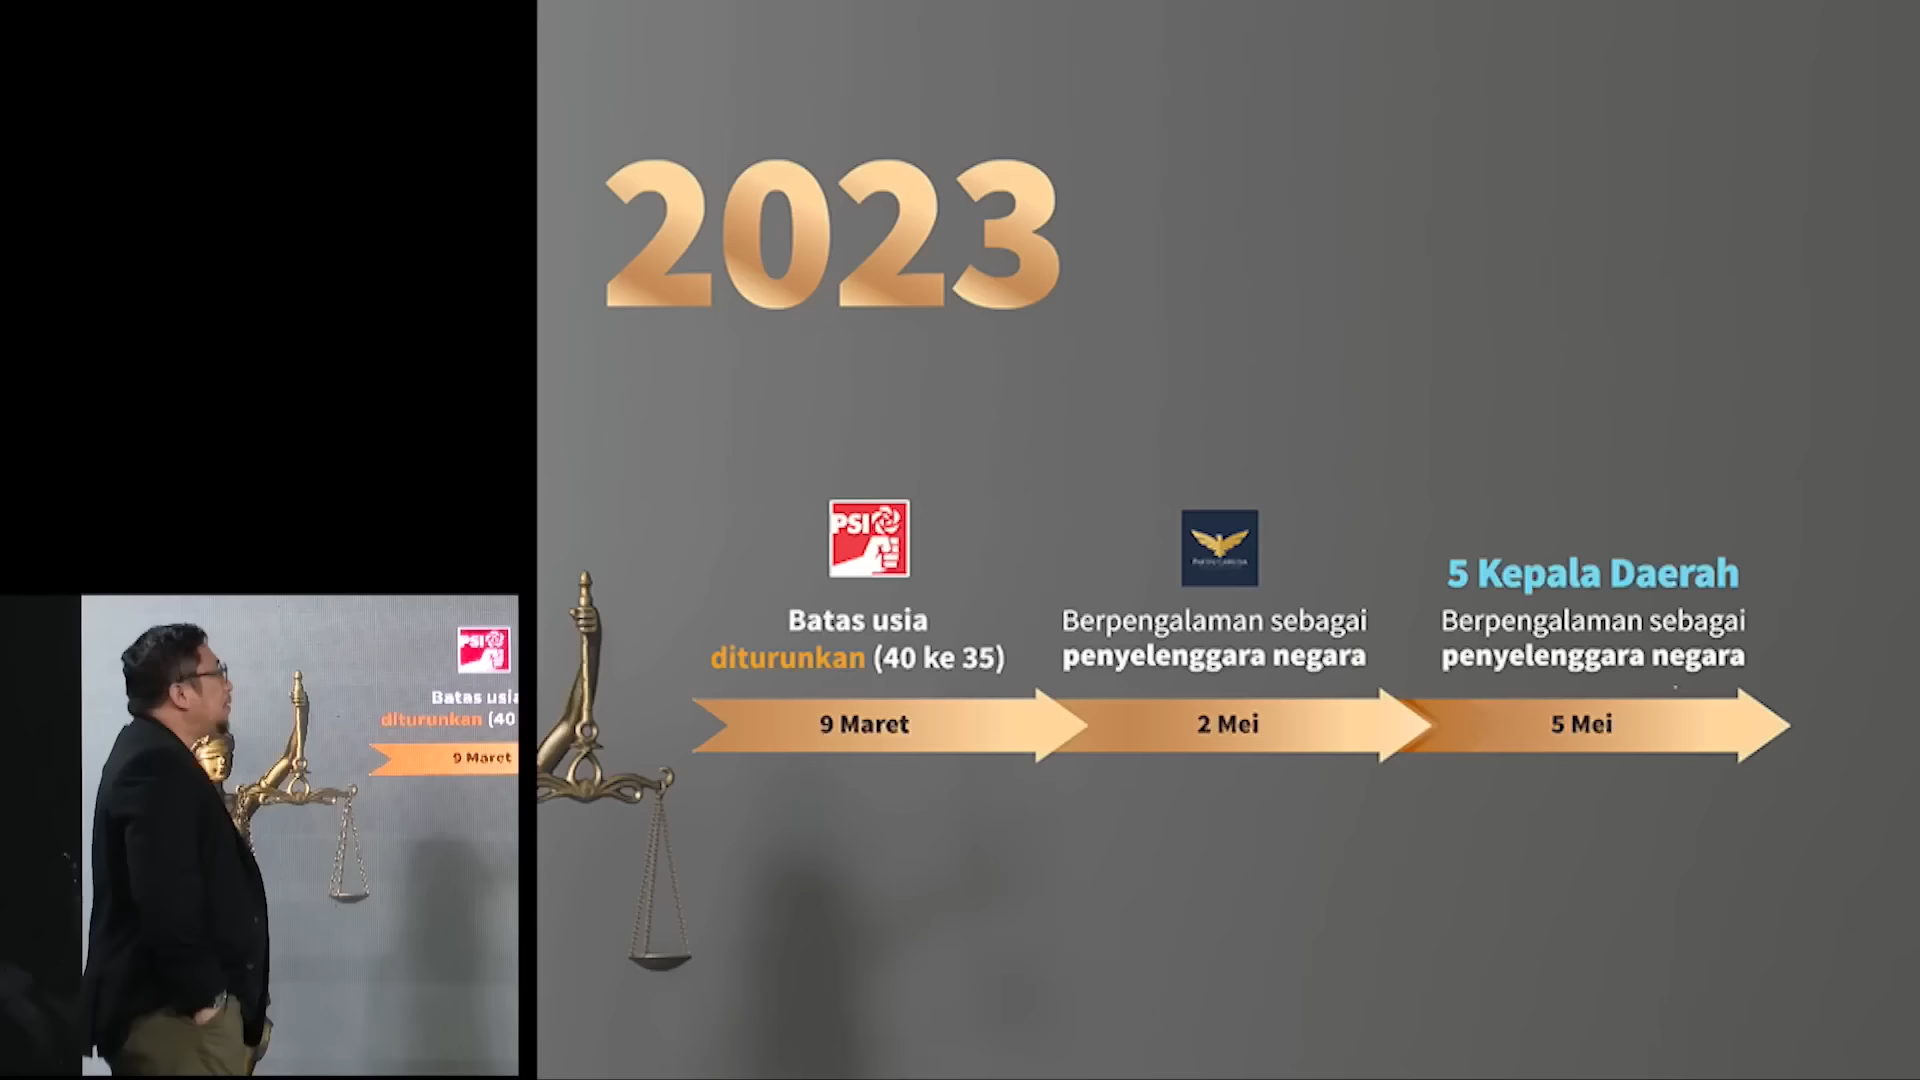 2023
PSI
Batas usia
diturunkan (40 ke 35)
Berpengalaman sebagai
penyelenggara negara
5 Kepala Daerah
Berpengalaman sebagai
penyelenggara negara
9 Maret
2 Mei
5 Mei
PSI
Batas usia
diturunkan (40
9 Maret